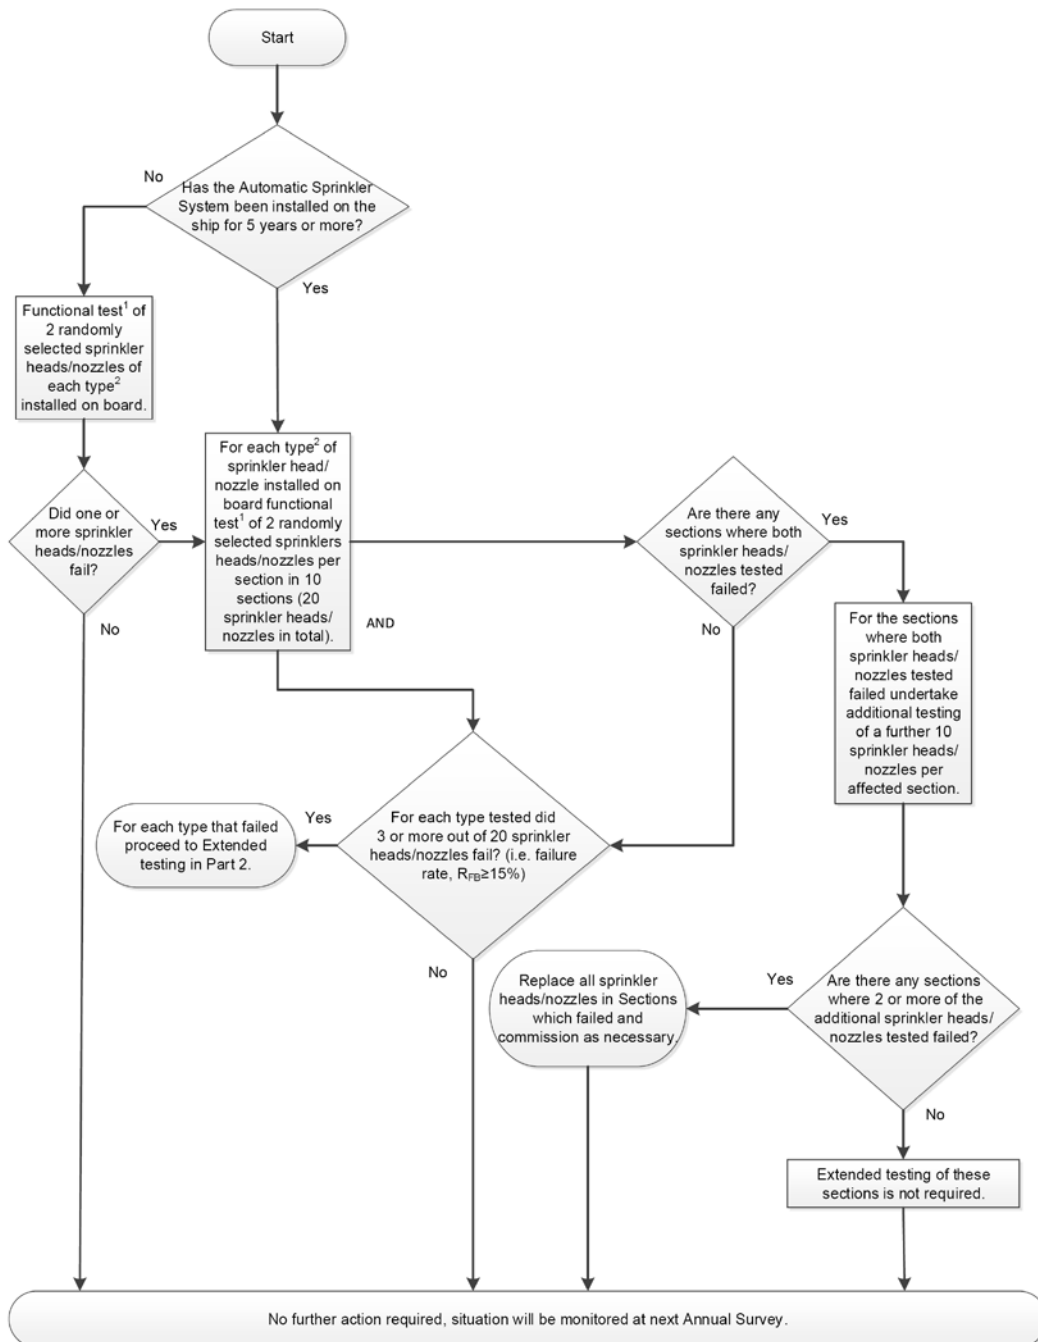 Start
No
Has the Automatic Sprinkler
System been installed on the
ship for 5 years or more?
Yes
Functional test¹ of
2 randomly
selected sprinkler
heads/nozzles of
each type²
installed on board.
For each type² of
sprinkler head/
nozzle installed on
board functional
test¹ of 2 randomly
selected sprinklers
heads/nozzles per
section in 10
sections (20
sprinkler heads/
nozzles in total).
Did one or
more sprinkler
heads/nozzles
fail?
Yes
No
AND
Are there any
sections where both
sprinkler heads/
nozzles tested
failed?
Yes
No
For the sections
where both
sprinkler heads/
nozzles tested
failed undertake
additional testing
of a further 10
sprinkler heads/
nozzles per
affected section.
For each type that failed
proceed to Extended
testing in Part 2.
Yes
For each type tested did
3 or more out of 20 sprinkler
heads/nozzles fail? (i.e. failure
rate, R_FB≥15%)
No
Replace all sprinkler
heads/nozzles in Sections
which failed and
commission as necessary.
Yes
Are there any sections
where 2 or more of the
additional sprinkler heads/
nozzles tested failed?
No
Extended testing of these
sections is not required.
No further action required, situation will be monitored at next Annual Survey.